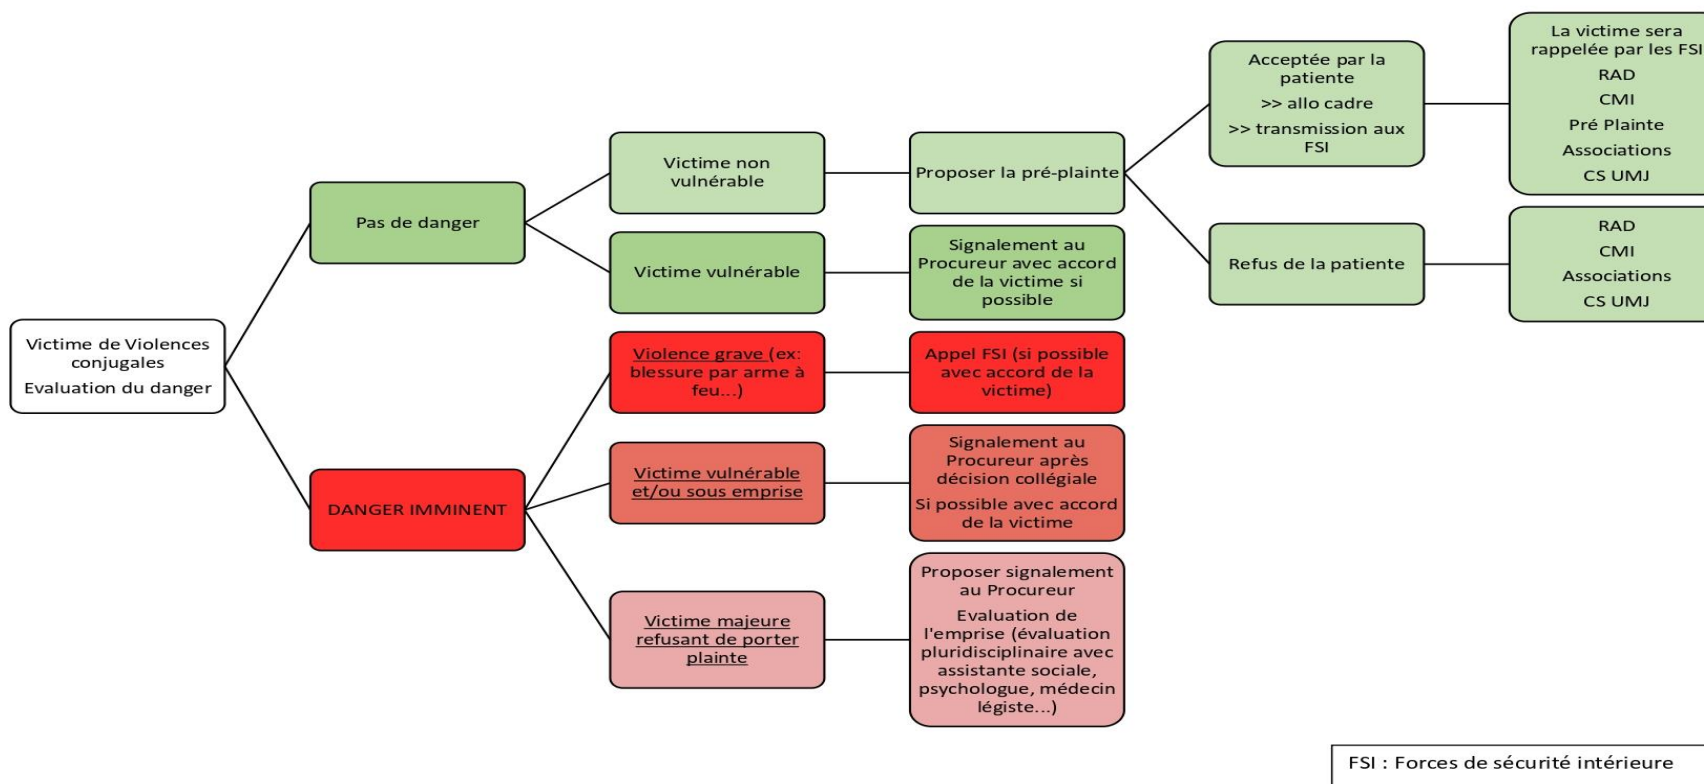 Victime de Violences
conjugales
Evaluation du danger
Pas de danger
Victime non
vulnérable
Proposer la pré-plainte
Acceptée par la
patiente
>> allo cadre
>> transmission aux
FSI
La victime sera
rappelée par les FSI
RAD
CMI
Pré Plainte
Associations
CS UMJ
Refus de la patiente
RAD
CMI
Associations
CS UMJ
Victime vulnérable
Signalement au
Procureur avec accord
de la victime si
possible
DANGER IMMINENT
Violence grave (ex:
blessure par arme à
feu...)
Appel FSI (si possible
avec accord de la
victime)
Victime vulnérable
et/ou sous emprise
Signalement au
Procureur après
décision collégiale
Si possible avec accord
de la victime
Victime majeure
refusant de porter
plainte
Proposer signalement
au Procureur
Evaluation de
l'emprise (évaluation
pluridisciplinaire avec
assistante sociale,
psychologue, médecin
légiste...)
FSI : Forces de sécurité intérieure